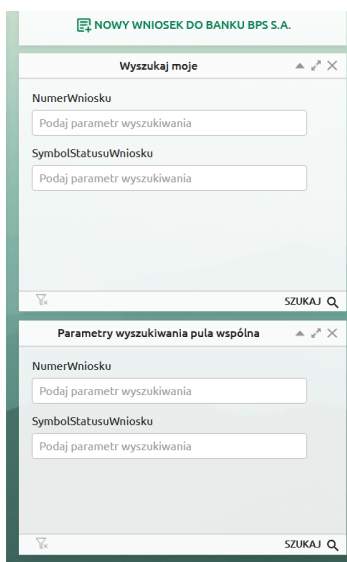 NOWY WNIOSEK DO BANKU BPS S.A.
Wyszukaj moje
NumerWniosku
Podaj parametr wyszukiwania
SymbolStatusuWniosku
Podaj parametr wyszukiwania
SZUKAJ
Parametry wyszukiwania pula wspólna
NumerWniosku
Podaj parametr wyszukiwania
SymbolStatusuWniosku
Podaj parametr wyszukiwania
SZUKAJ